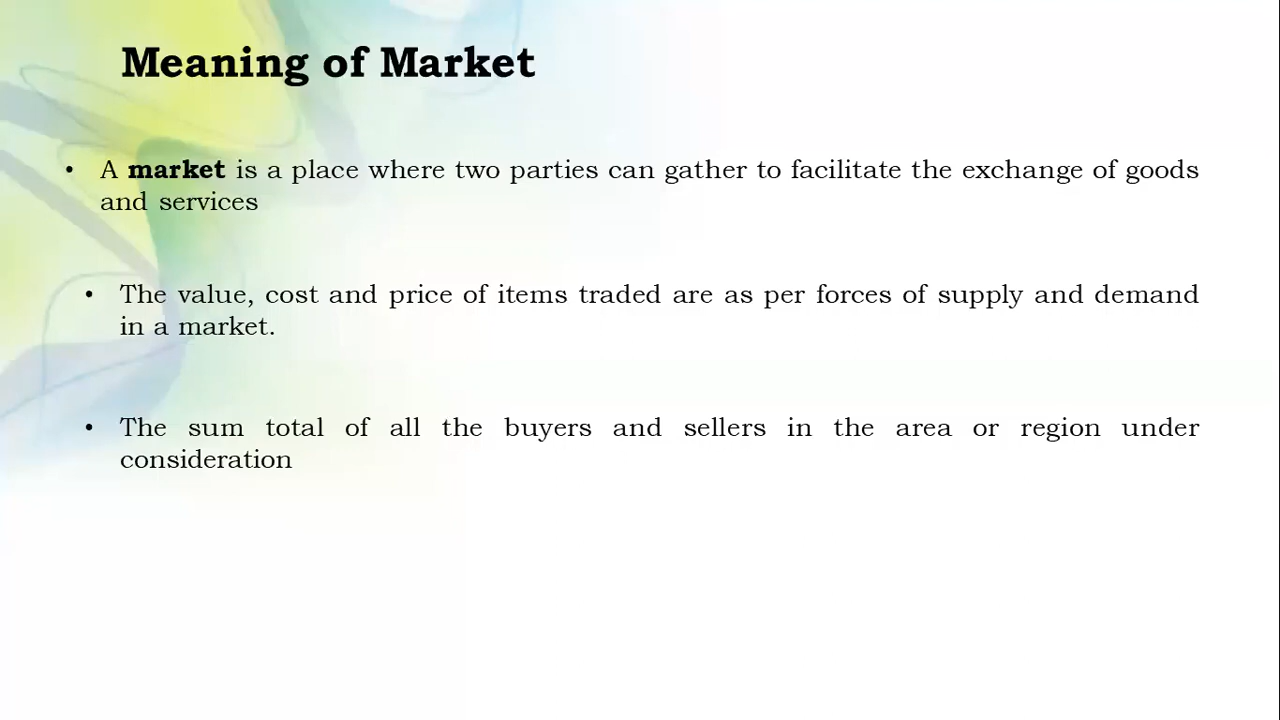 Meaning of Market
• A market is a place where two parties can gather to facilitate the exchange of goods
and services
• The value, cost and price of items traded are as per forces of supply and demand
in a market.
• The sum total of all the buyers and sellers in the area or region under
consideration